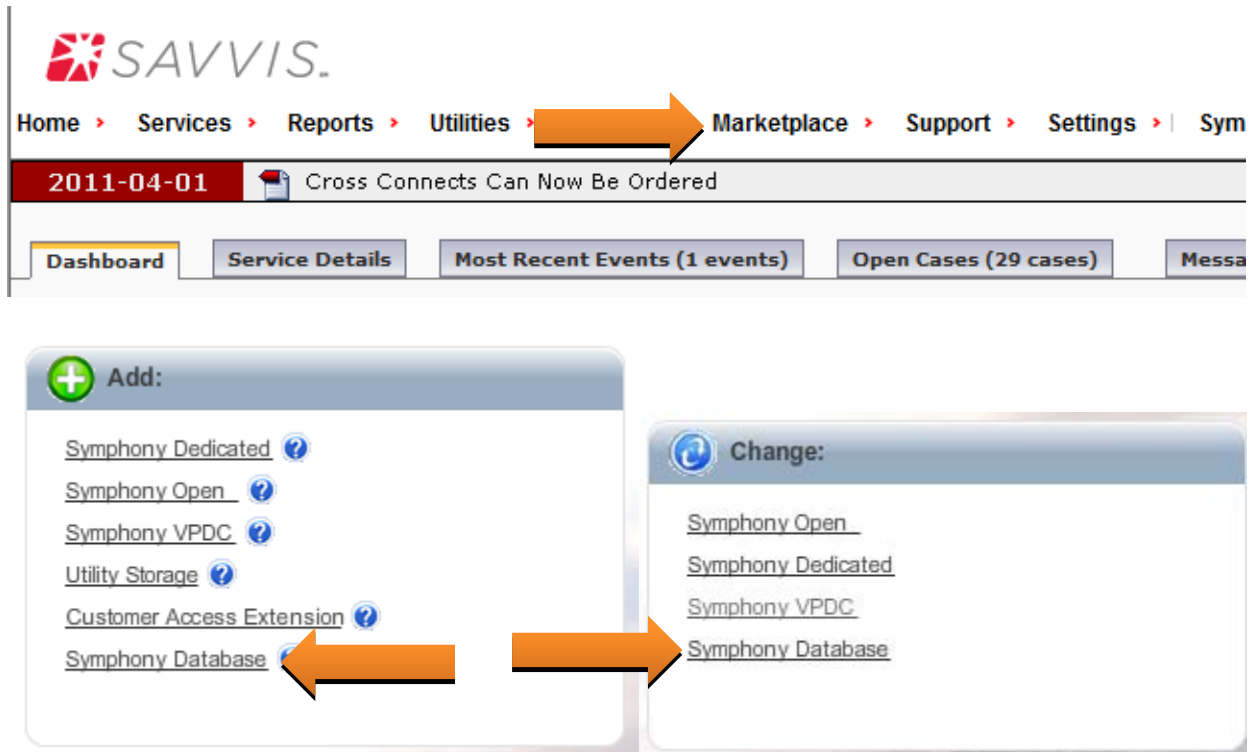 SAVVIS
Home Services Reports Utilities Marketplace Support Settings Sym
2011-04-01 Cross Connects Can Now Be Ordered
Dashboard Service Details Most Recent Events (1 events) Open Cases (29 cases) Messa
Add:
Symphony Dedicated
Symphony Open
Symphony VPDC
Utility Storage
Customer Access Extension
Symphony Database
Change:
Symphony Open
Symphony Dedicated
Symphony VPDC
Symphony Database